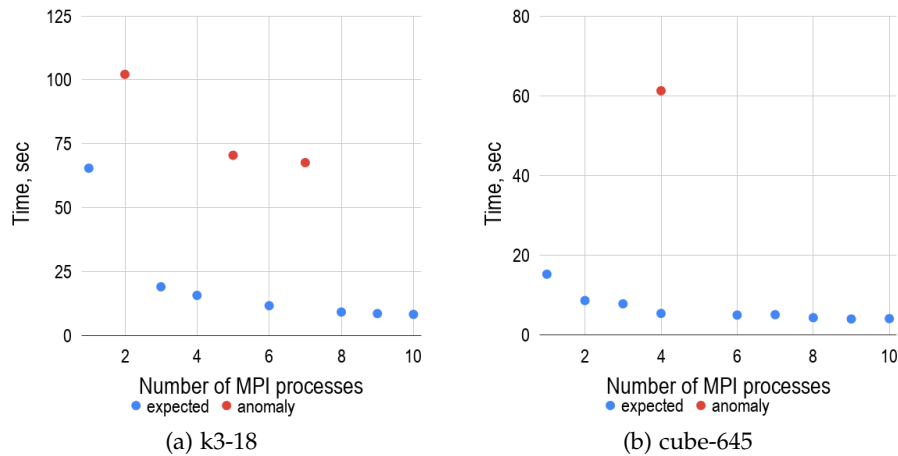 125
100
75
50
25
0
Time, sec
2 4 6 8 10
Number of MPI processes
expected anomaly
(a) k3-18
80
60
40
20
0
Time, sec
2 4 6 8 10
Number of MPI processes
expected anomaly
(b) cube-645